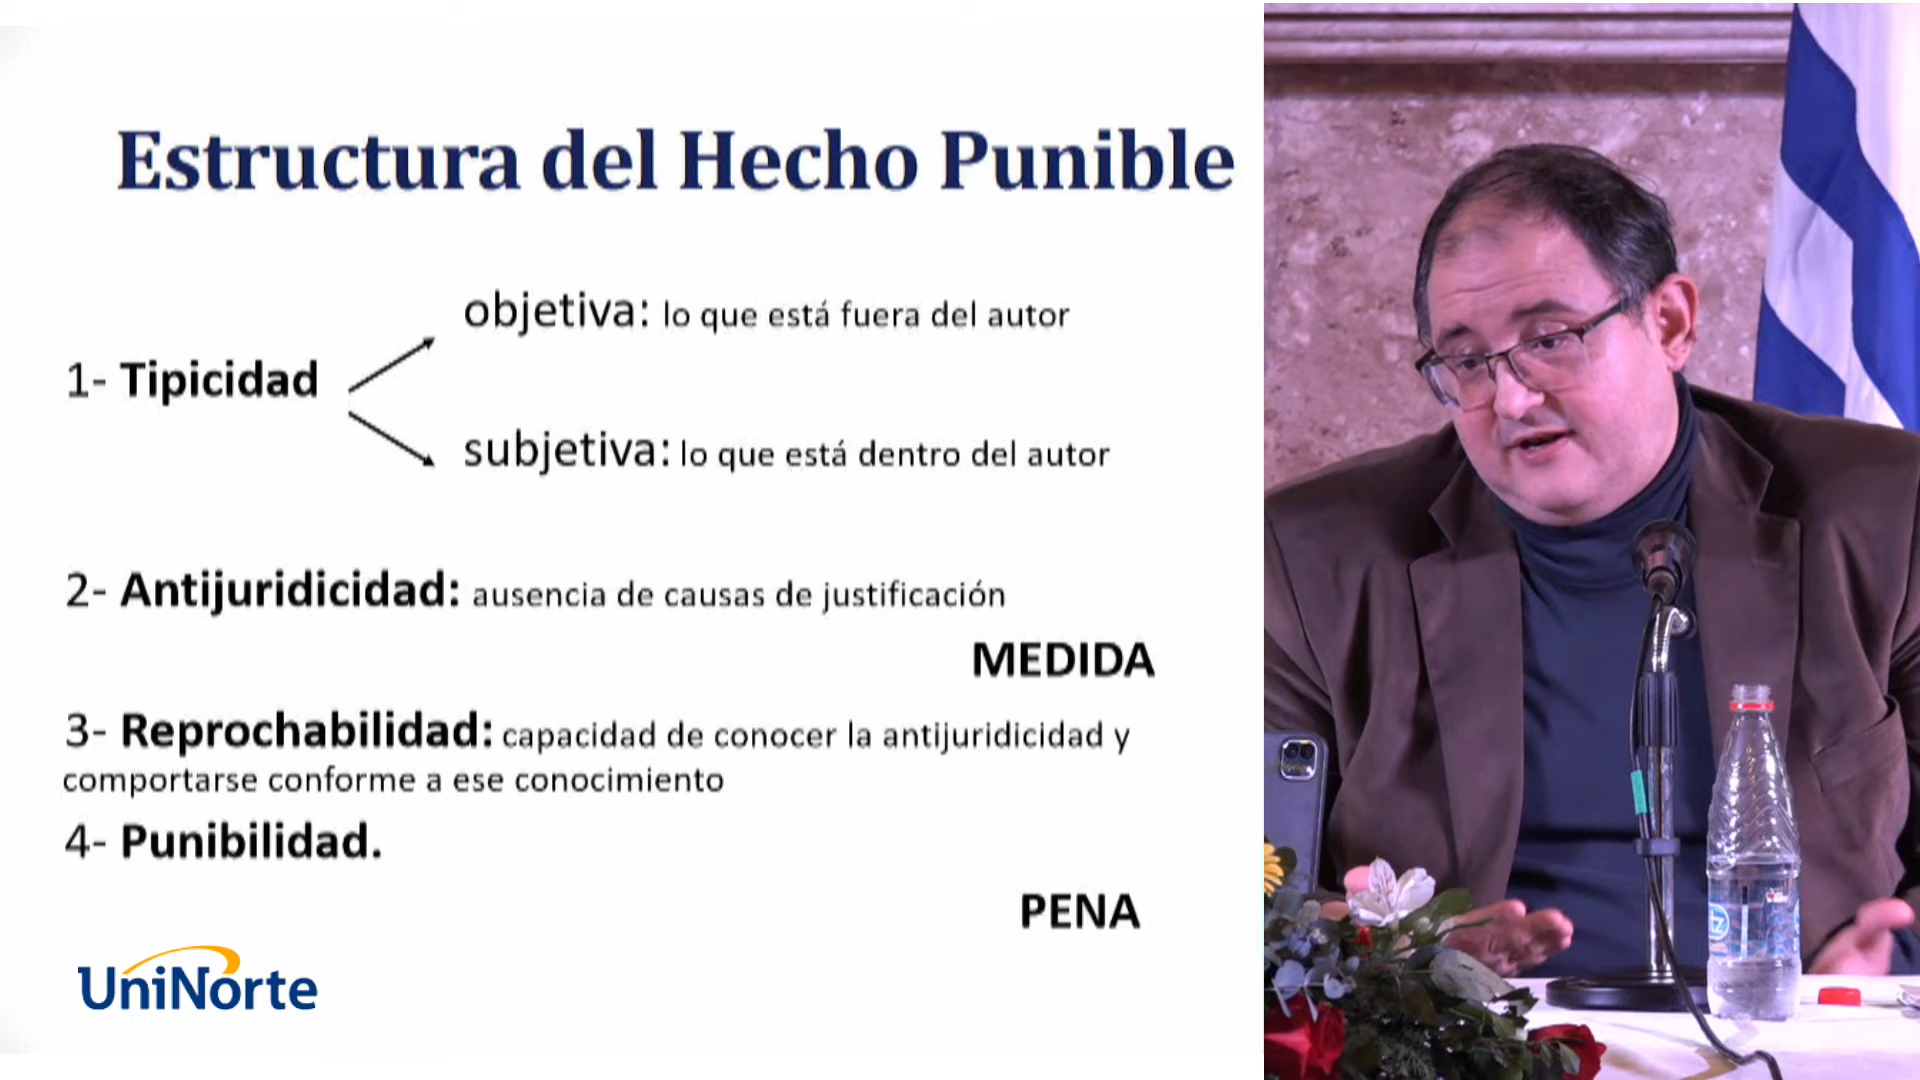 Estructura del Hecho Punible
objetiva: lo que está fuera del autor
1- Tipicidad
subjetiva: lo que está dentro del autor
2- Antijuridicidad: ausencia de causas de justificación
MEDIDA
3- Reprochabilidad: capacidad de conocer la antijuridicidad y
comportarse conforme a ese conocimiento
4- Punibilidad.
PENA
UniNorte